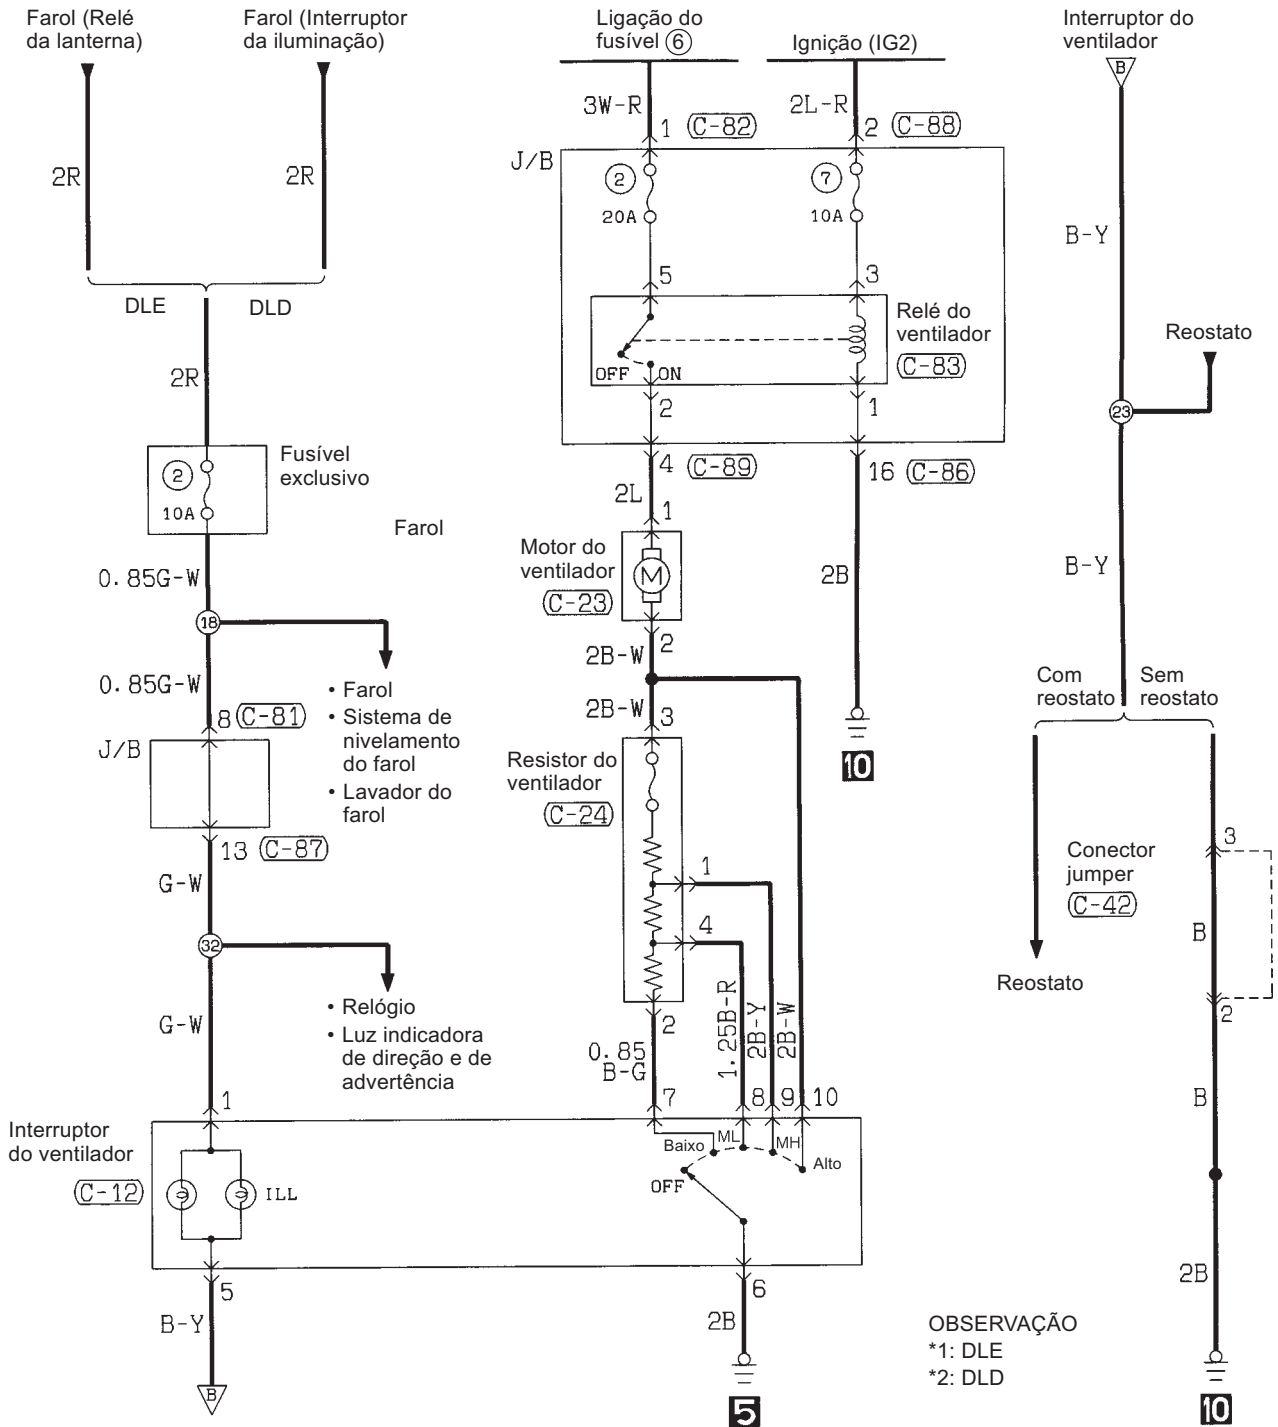 Farol (Relé
da lanterna)
Farol (Interruptor
da iluminação)
Ligação do
fusível 6
Ignição (IG2)
Interruptor do
ventilador
B
3W-R
2L-R
1 C-82
2 C-88
J/B
2R
2R
2
20A
7
10A
B-Y
5
3
DLE
DLD
Relé do
ventilador
C-83
Reostato
OFF
ON
2R
2
1
23
Fusível
exclusivo
2
10A
4 C-89
16 C-86
2L
1
Farol
Motor do
ventilador
C-23
M
2B
B-Y
0.85G-W
18
2
2B-W
0.85G-W
2B-W
Com
reostato
Sem
reostato
• Farol
• Sistema de
nivelamento
do farol
• Lavador do
farol
8 C-81
J/B
3
10
Resistor do
ventilador
C-24
13 C-87
3
Conector
jumper
C-42
G-W
1
4
B
32
Reostato
• Relógio
• Luz indicadora
de direção e de
advertência
G-W
2
2
0.85
B-G
1.25B-R
2B-Y
2B-W
B
1
7
8
9
10
Interruptor
do ventilador
C-12
ILL
Baixo
ML
MH
Alto
OFF
5
6
B-Y
2B
2B
OBSERVAÇÃO
*1: DLE
*2: DLD
B
5
10